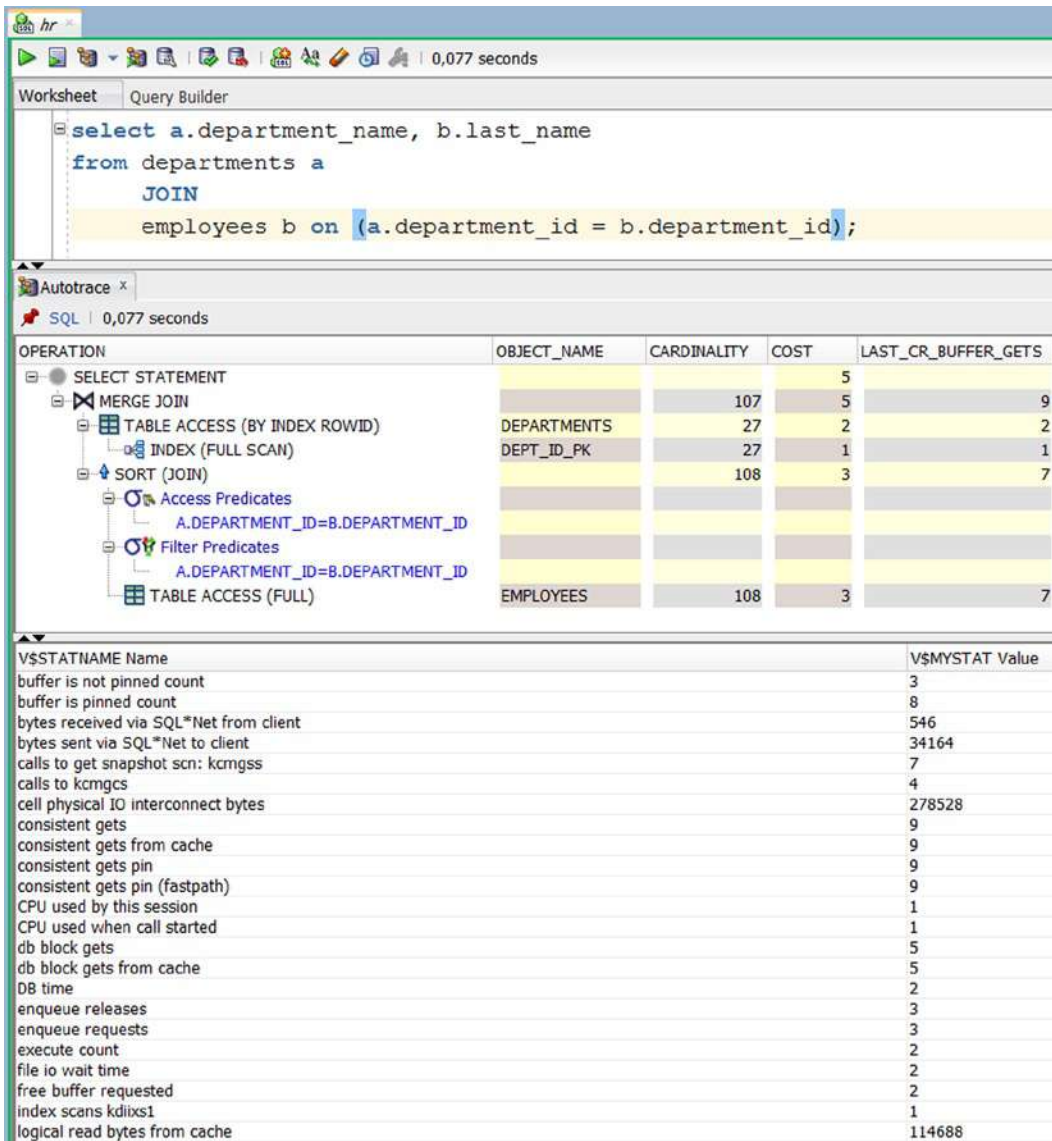 hr
0,077 seconds
Worksheet Query Builder
select a.department_name, b.last_name
from departments a
JOIN
employees b on (a.department_id = b.department_id);
Autotrace x
SQL 0,077 seconds
OPERATION OBJECT_NAME CARDINALITY COST LAST_CR_BUFFER_GETS
SELECT STATEMENT 5
MERGE JOIN 107 5 9
TABLE ACCESS (BY INDEX ROWID) DEPARTMENTS 27 2 2
INDEX (FULL SCAN) DEPT_ID_PK 27 1 1
SORT (JOIN) 108 3 7
Access Predicates
A.DEPARTMENT_ID=B.DEPARTMENT_ID
Filter Predicates
A.DEPARTMENT_ID=B.DEPARTMENT_ID
TABLE ACCESS (FULL) EMPLOYEES 108 3 7
V$STATNAME Name V$MYSTAT Value
buffer is not pinned count 3
buffer is pinned count 8
bytes received via SQL*Net from client 546
bytes sent via SQL*Net to client 34164
calls to get snapshot scn: kcmgss 7
calls to kcmgcs 4
cell physical IO interconnect bytes 278528
consistent gets 9
consistent gets from cache 9
consistent gets pin 9
consistent gets pin (fastpath) 9
CPU used by this session 1
CPU used when call started 1
db block gets 5
db block gets from cache 5
DB time 2
enqueue releases 3
enqueue requests 3
execute count 2
file io wait time 2
free buffer requested 2
index scans kdiixs1 1
logical read bytes from cache 114688